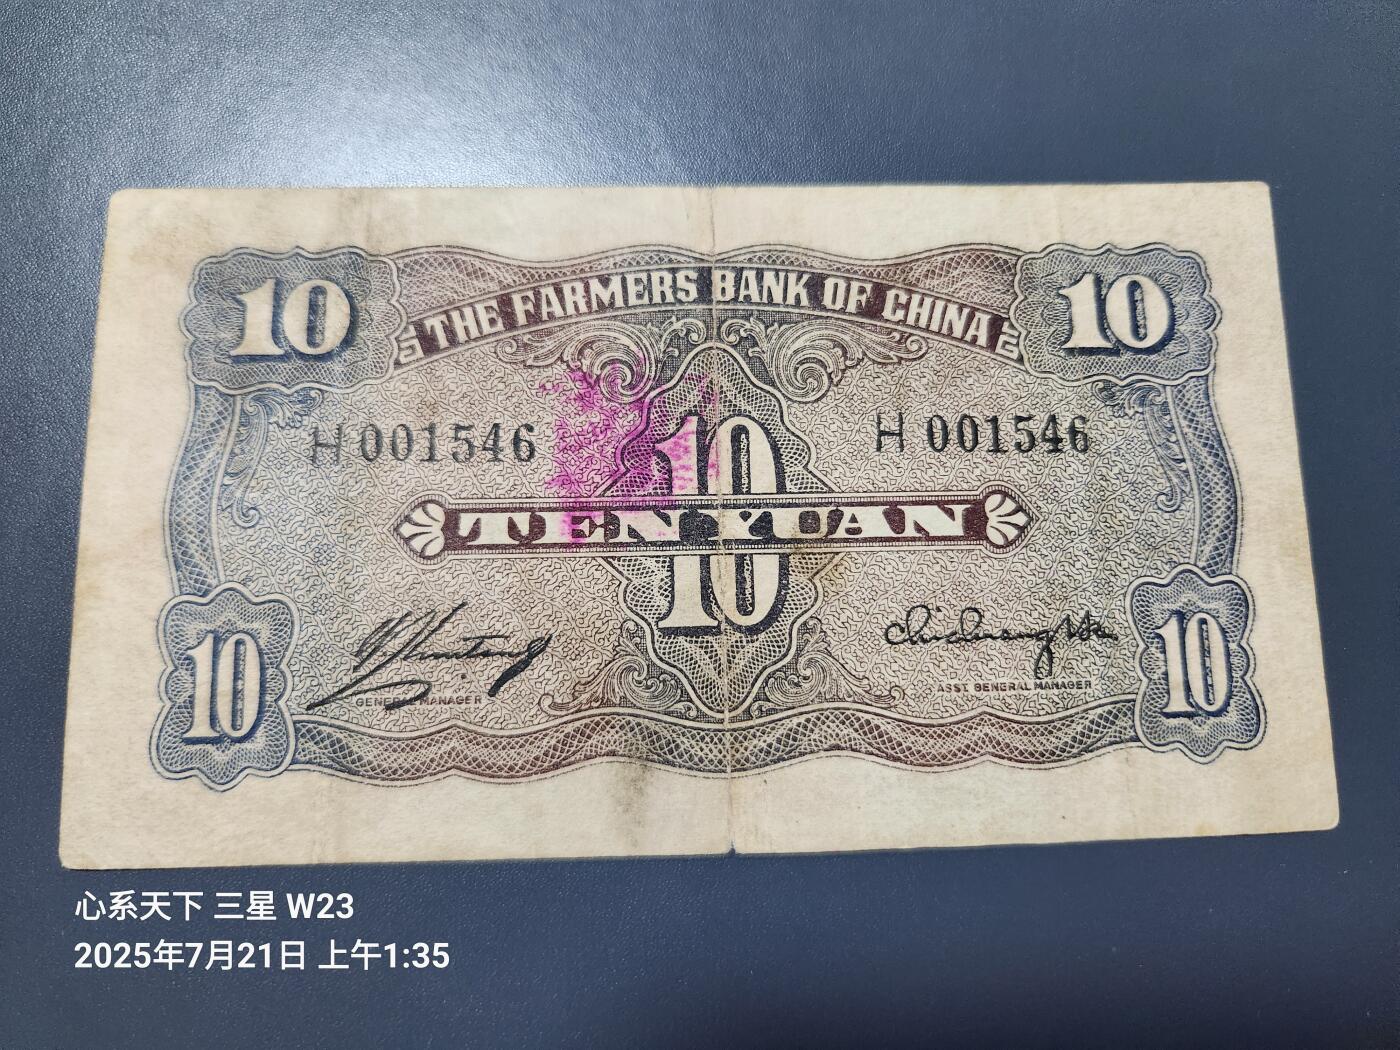 10
THE FARMERS BANK OF CHINA
10
H 001546
H 001546
10
TEN YUAN
10
10
GENERAL MANAGER
ASST. GENERAL MANAGER
10
心系天下 三星 W23
2025年7月21日 上午1:35